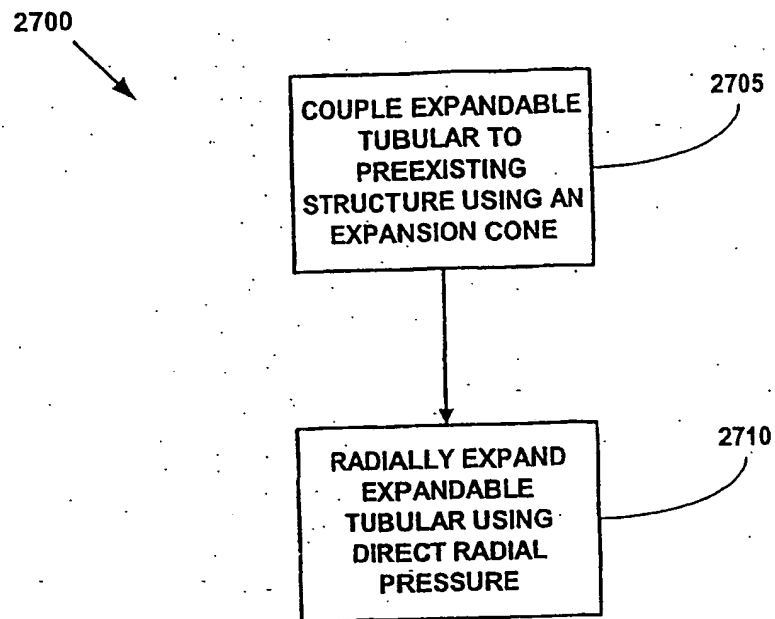 2700
2705
COUPLE EXPANDABLE
TUBULAR TO
PREEXISTING
STRUCTURE USING AN
EXPANSION CONE
2710
RADIALLY EXPAND
EXPANDABLE
TUBULAR USING
DIRECT RADIAL
PRESSURE